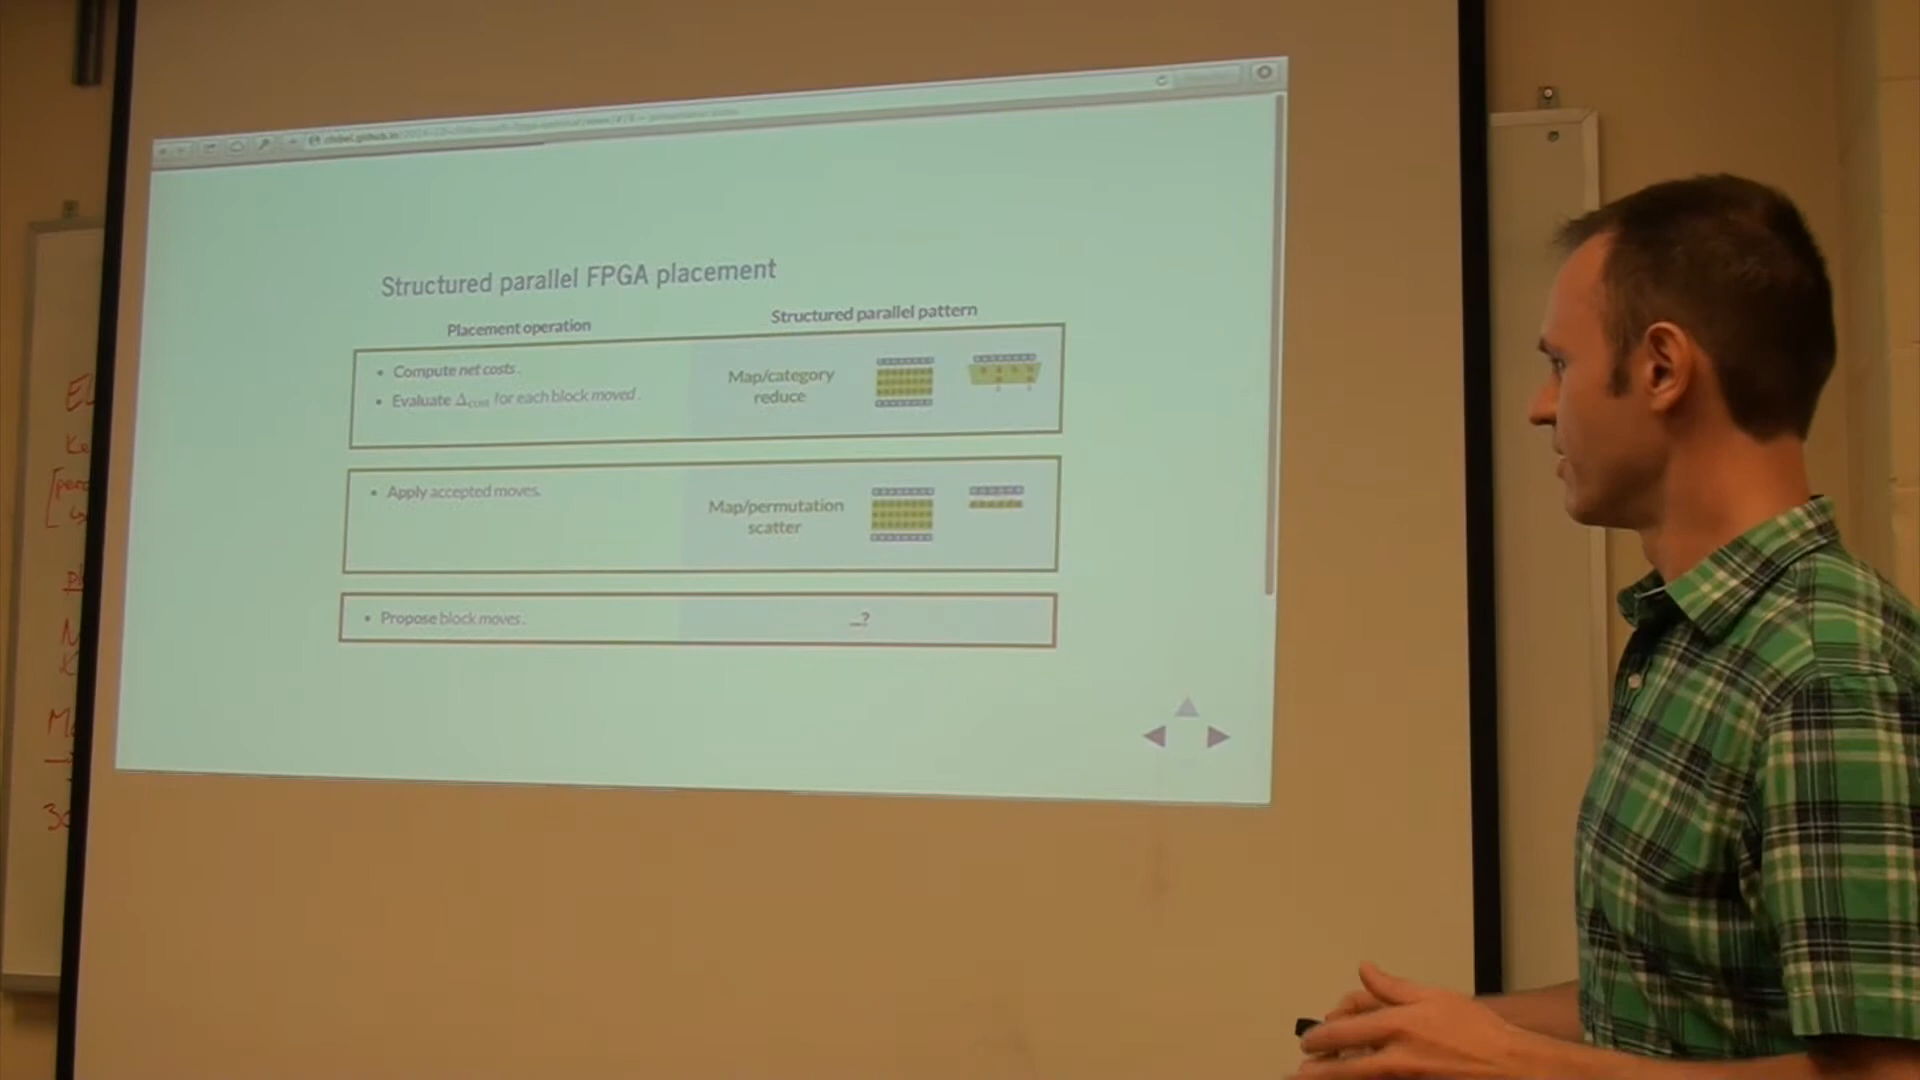 Structured parallel FPGA placement
Placement operation
Structured parallel pattern
• Compute net costs.
• Evaluate Δcost for each block moved.
Map/category
reduce
• Apply accepted moves.
Map/permutation
scatter
• Propose block moves.
...?